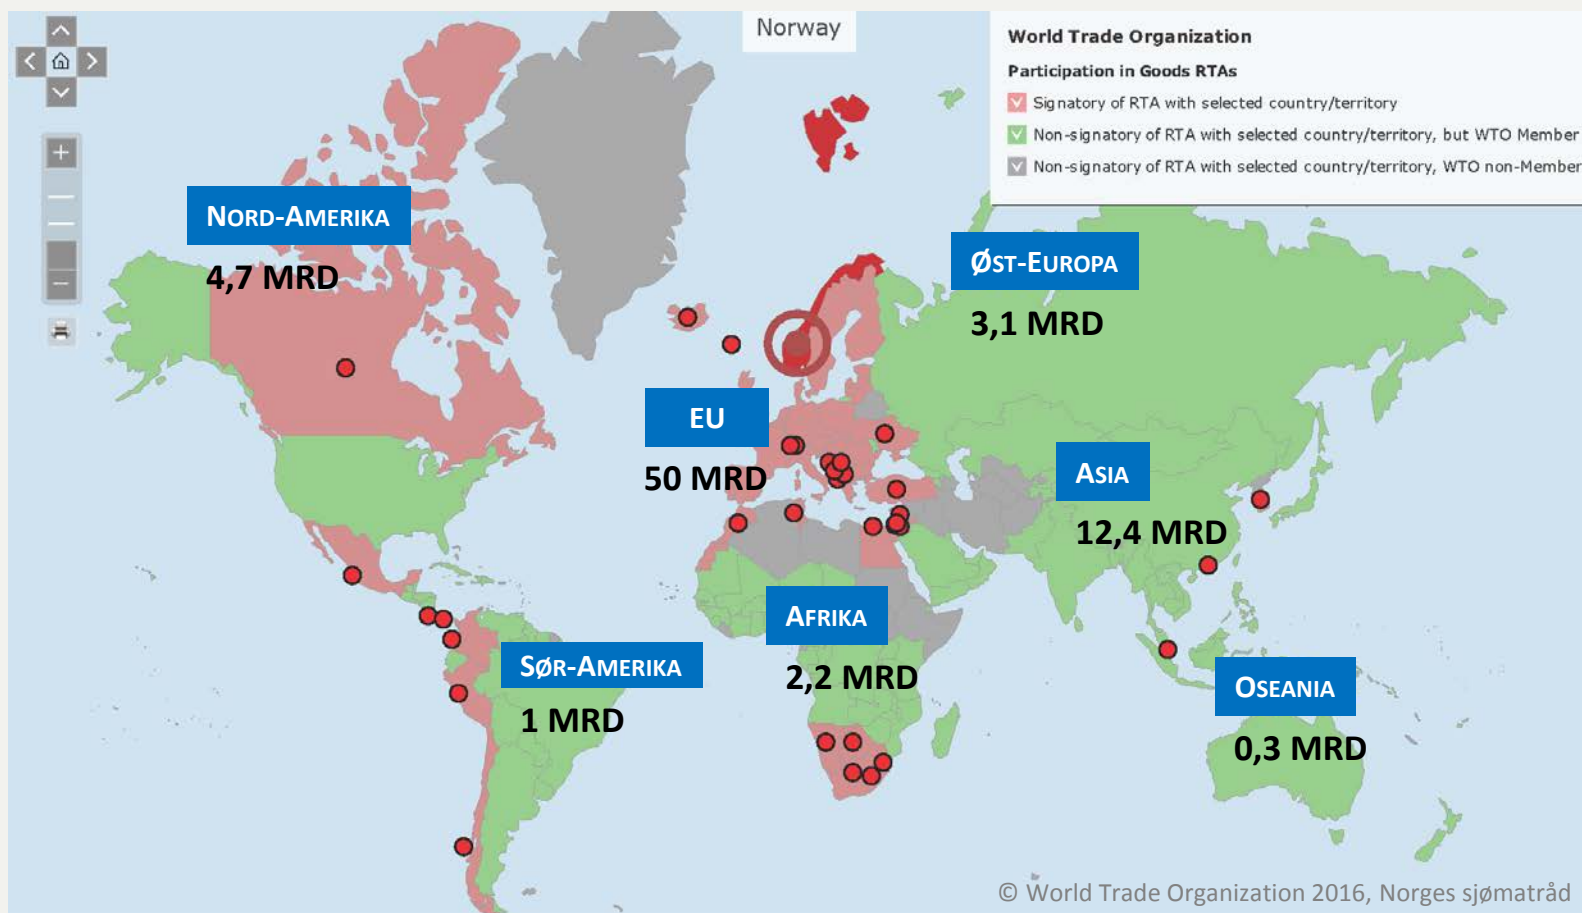 Norway
World Trade Organization
Participation in Goods RTAs
Signatory of RTA with selected country/territory
Non-signatory of RTA with selected country/territory, but WTO Member
Non-signatory of RTA with selected country/territory, WTO non-Member
NORD-AMERIKA
4,7 MRD
ØST-EUROPA
3,1 MRD
EU
50 MRD
ASIA
12,4 MRD
AFRIKA
2,2 MRD
SØR-AMERIKA
1 MRD
OSEANIA
0,3 MRD
© World Trade Organization 2016, Norges sjømatråd